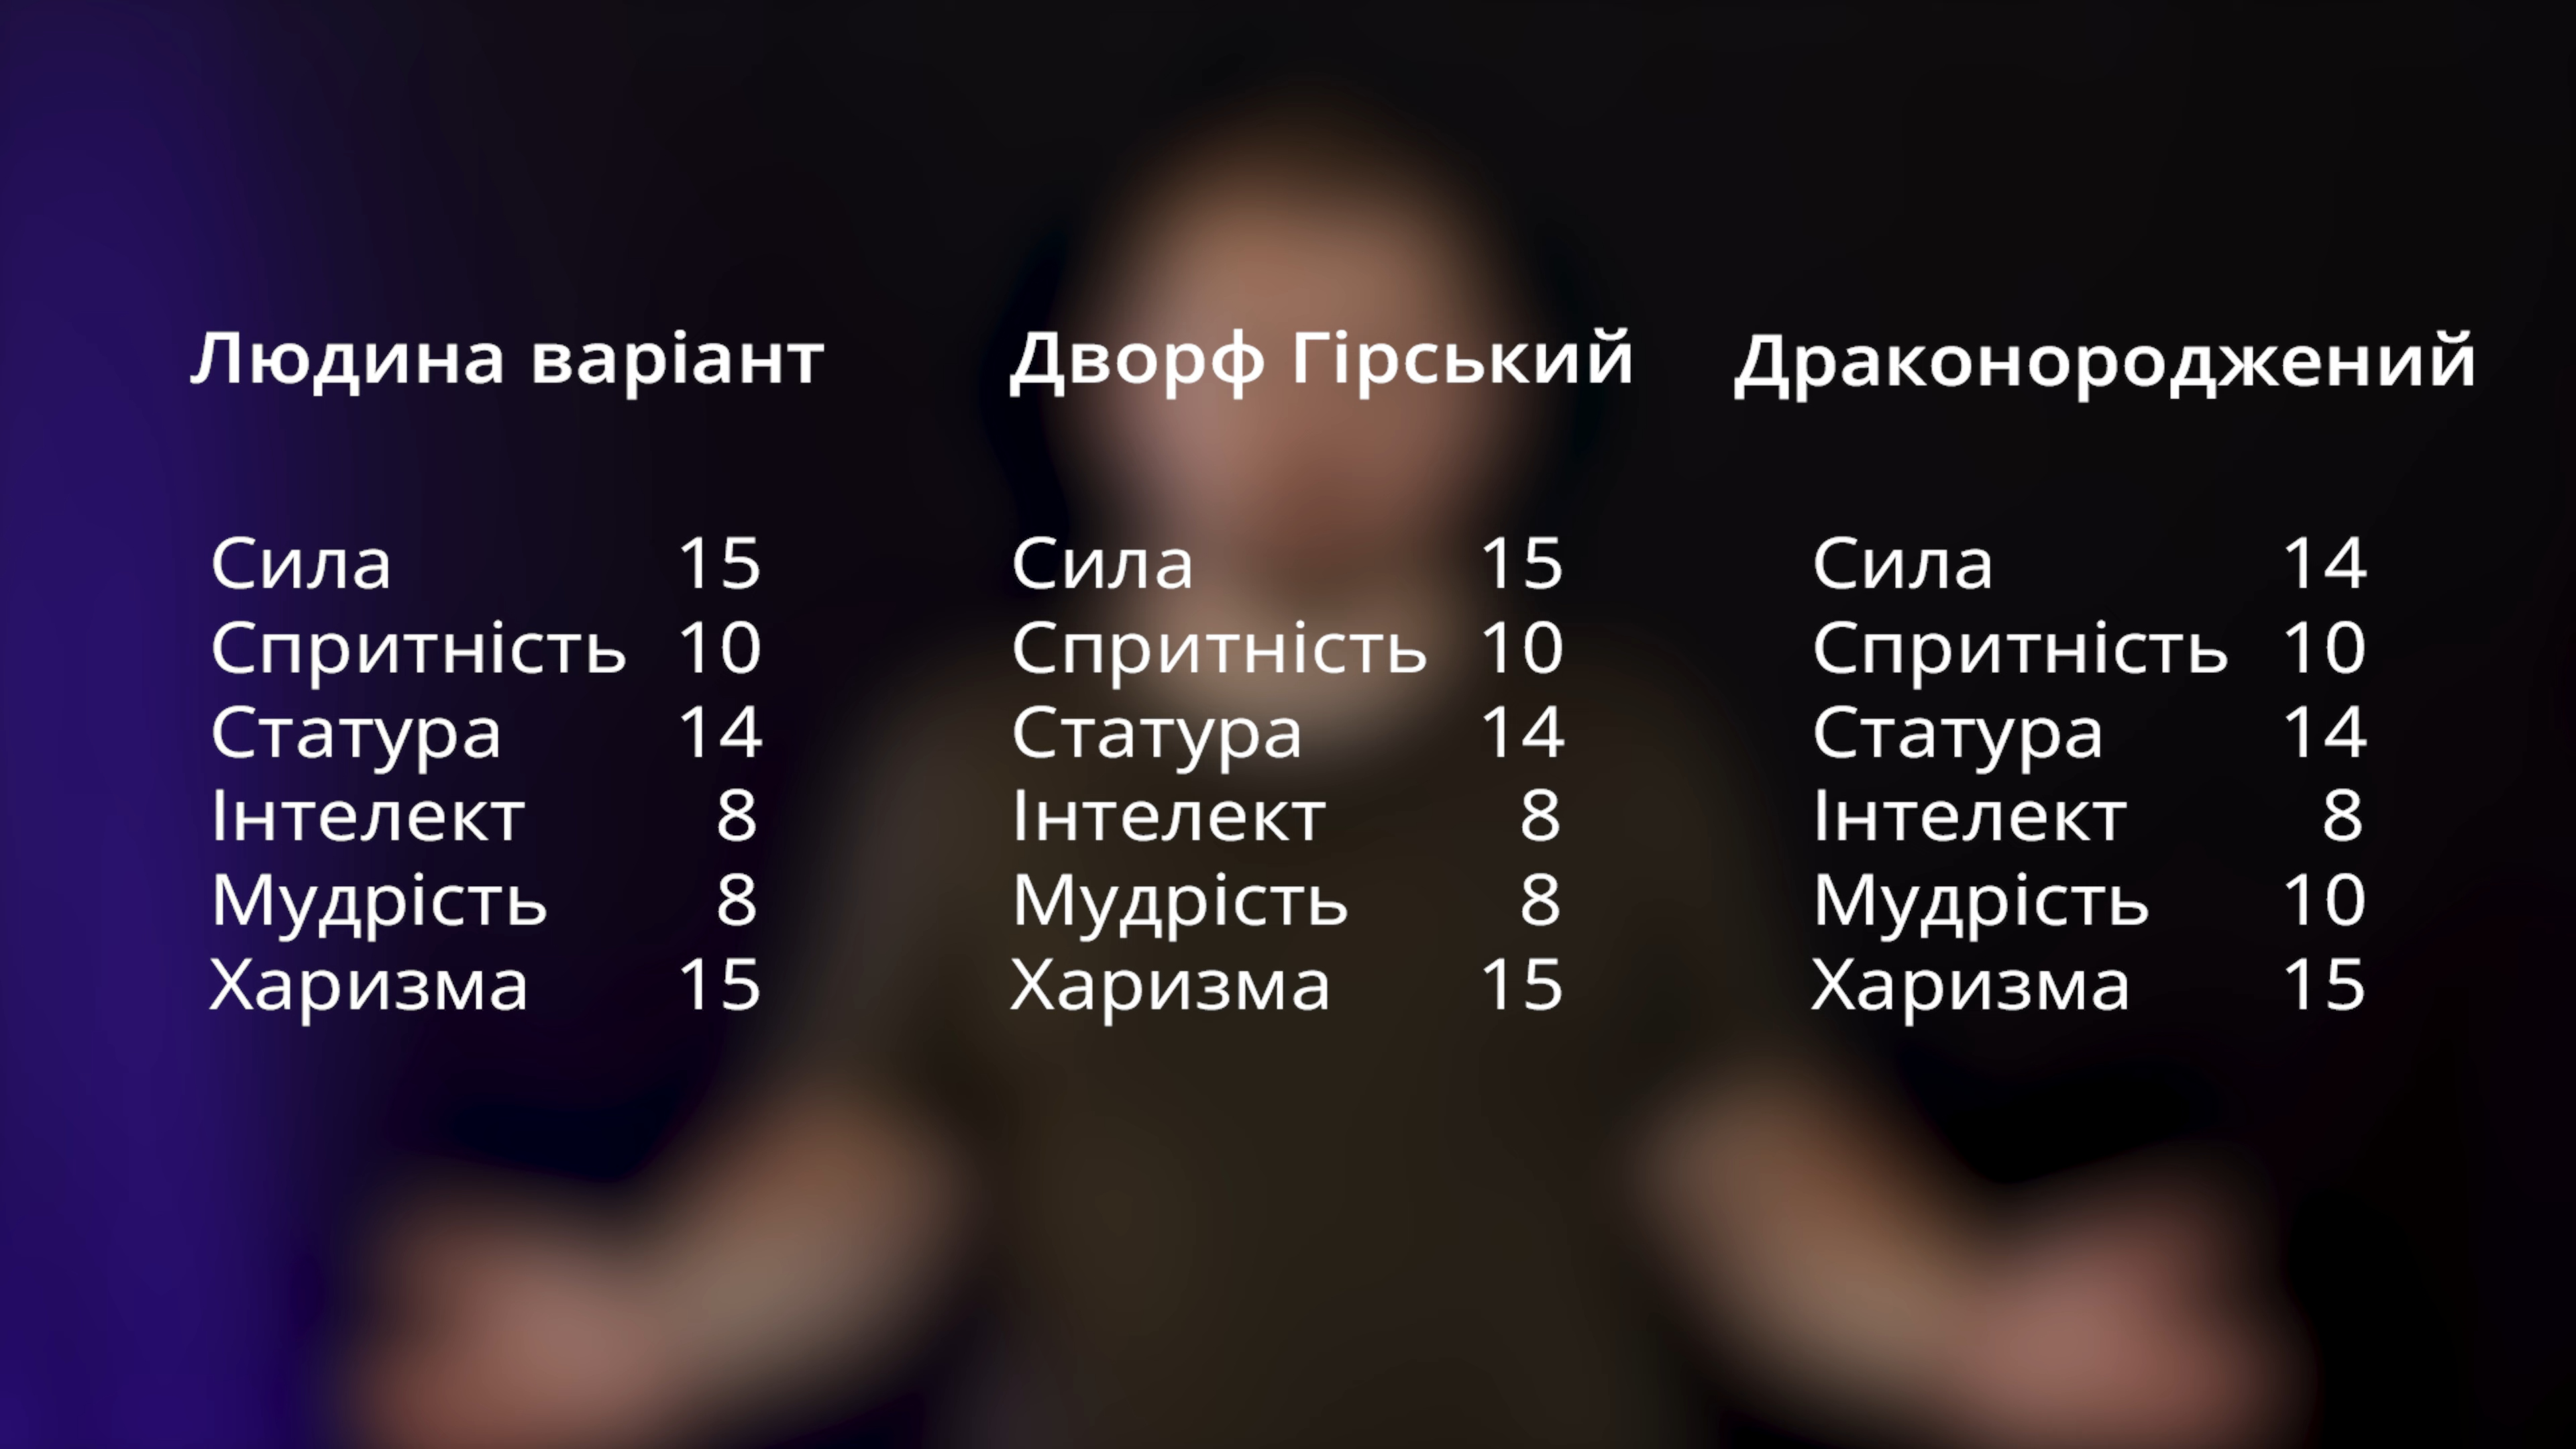 Людина варіант
Сила 15
Спритність 10
Статура 14
Інтелект 8
Мудрість 8
Харизма 15
Дворф Гірський
Сила 15
Спритність 10
Статура 14
Інтелект 8
Мудрість 8
Харизма 15
Драконороджений
Сила 14
Спритність 10
Статура 14
Інтелект 8
Мудрість 10
Харизма 15